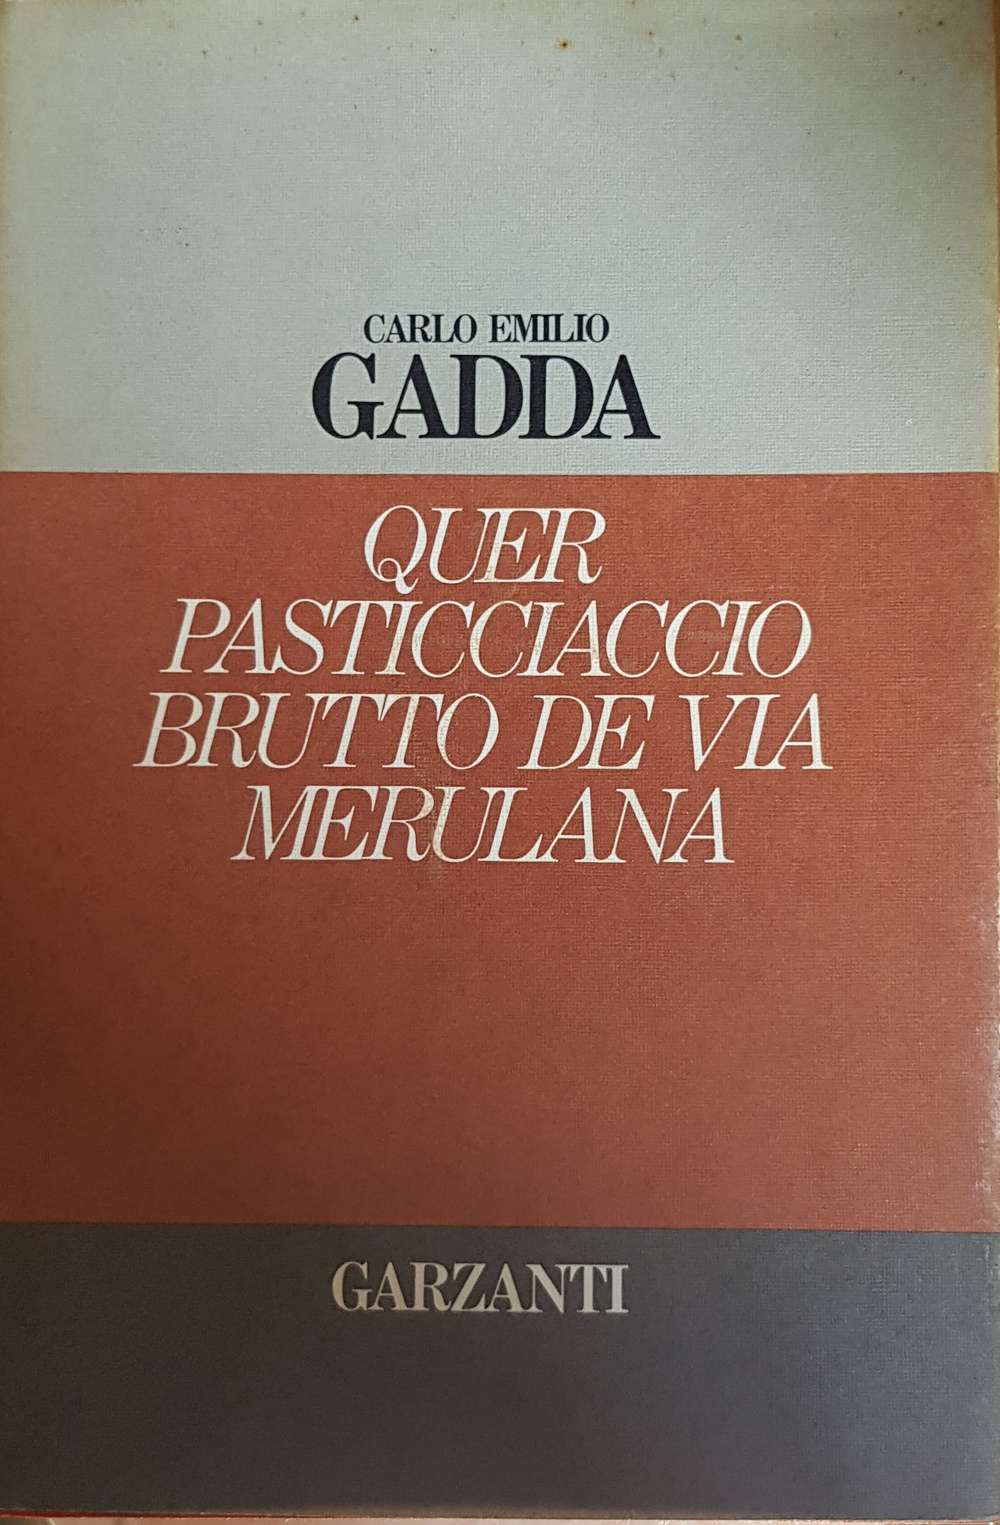 CARLO EMILIO
GADDA
QUER
PASTICCIACCIO
BRUTTO DE VIA
MERULANA
GARZANTI